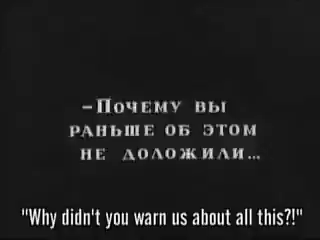 –Почему вы
раньше об этом
не доложили...
"Why didn't you warn us about all this?!"